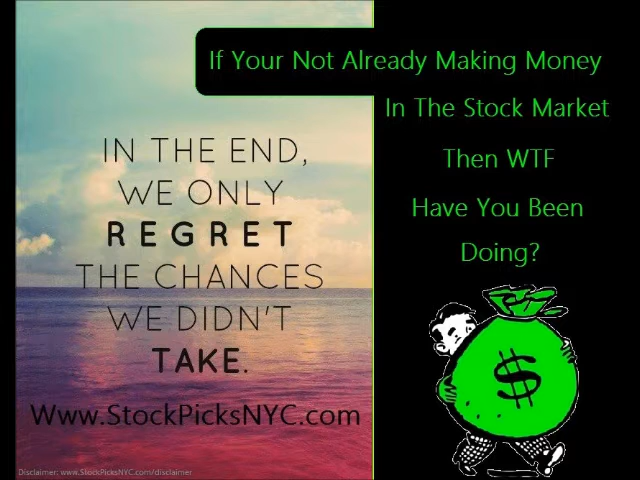 If Your Not Already Making Money
In The Stock Market
Then WTF
Have You Been
Doing?
IN THE END,
WE ONLY
REGRET
THE CHANCES
WE DIDN'T
TAKE.
Www.StockPicksNYC.com
$
Disclaimer: www.StockPicksNYC.com/disclaimer